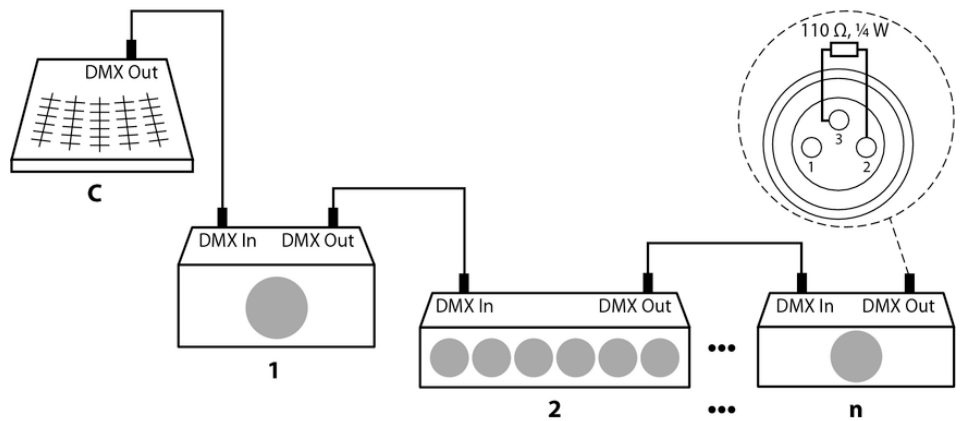 110 Ω, ¼ W
3
1
2
DMX Out
C
DMX In DMX Out
1
DMX In DMX Out
2
•••
•••
DMX In DMX Out
n